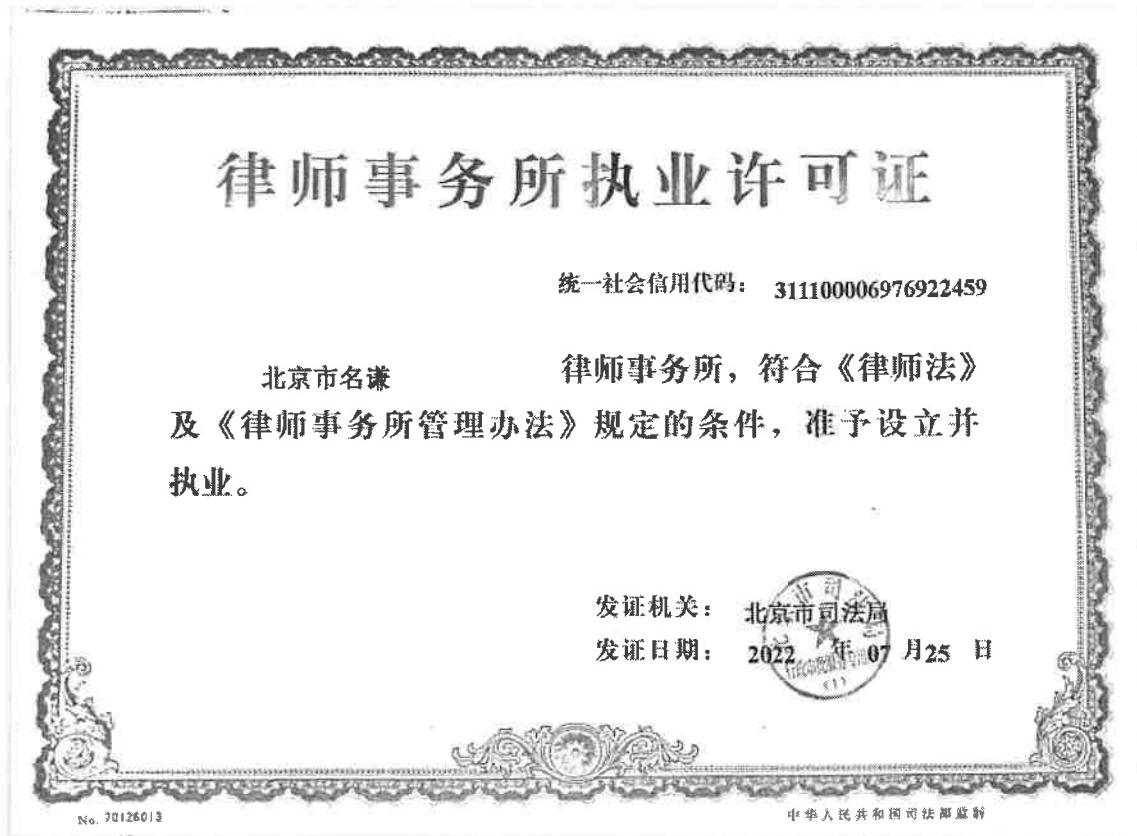 律师事务所执业许可证
统一社会信用代码： 311100006976922459
北京市名谦 律师事务所，符合《律师法》
及《律师事务所管理办法》规定的条件，准予设立并
执业。
发证机关： 北京市司法局
发证日期： 2022 年 07 月 25 日
No. 70126013
中华人民共和国司法部监制